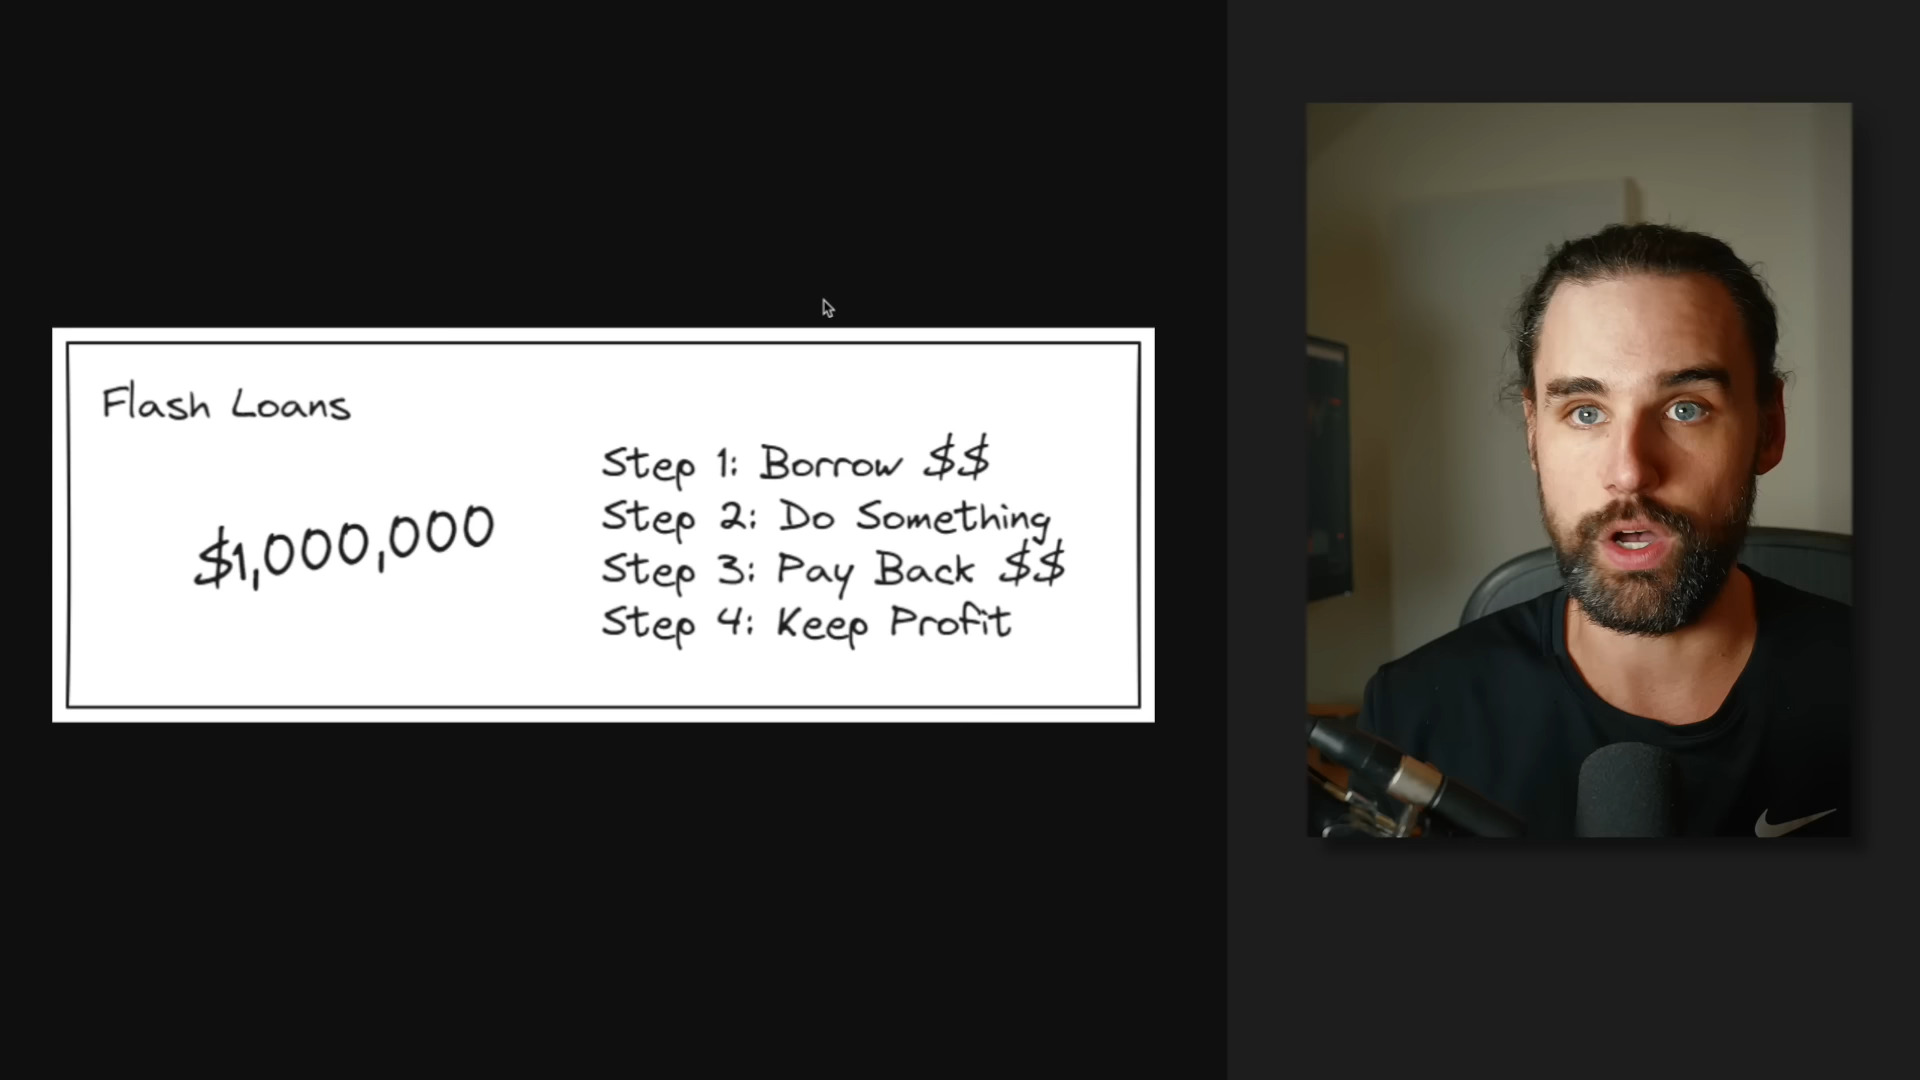 Flash Loans
$1,000,000
Step 1: Borrow $$
Step 2: Do Something
Step 3: Pay Back $$
Step 4: Keep Profit